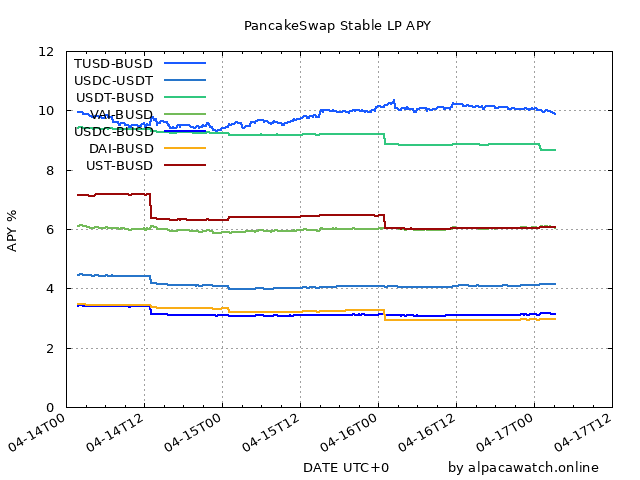 PancakeSwap Stable LP APY
12
10
8
6
4
2
0
APY %
TUSD-BUSD
USDC-USDT
USDT-BUSD
VAI-BUSD
USDC-BUSD
DAI-BUSD
UST-BUSD
04-14T00
04-14T12
04-15T00
04-15T12
04-16T00
04-16T12
04-17T00
04-17T12
DATE UTC+0
by alpacawatch.online